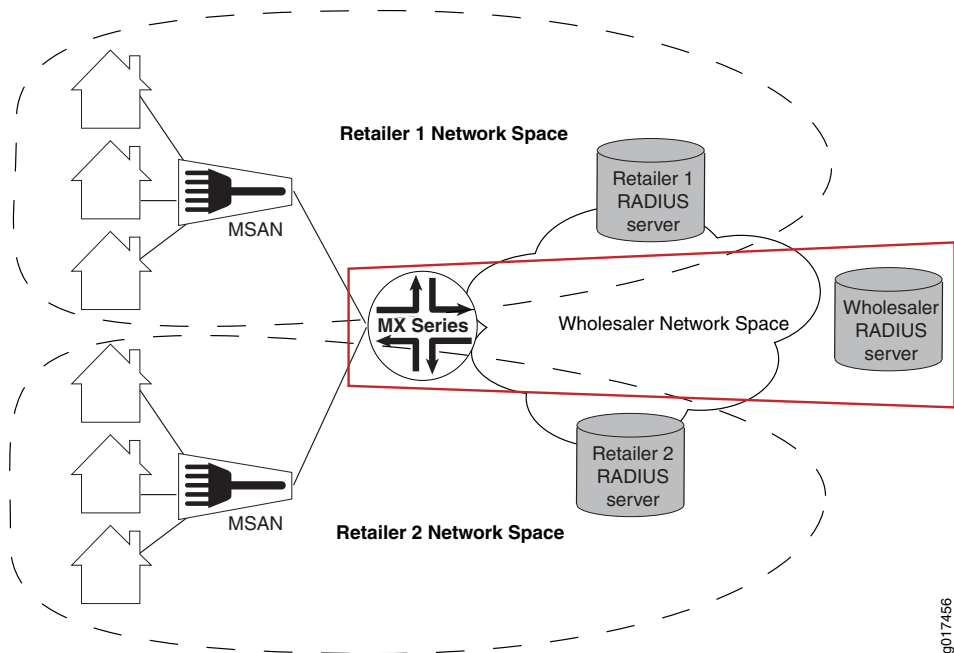 Retailer 1 Network Space
Retailer 1
RADIUS
server
MSAN
MX Series
Wholesaler Network Space
Wholesaler
RADIUS
server
Retailer 2
RADIUS
server
MSAN
Retailer 2 Network Space
g017456